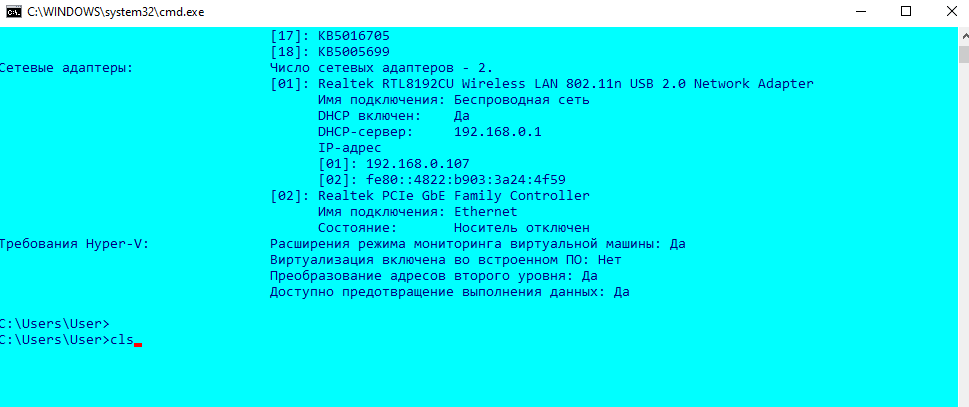 C:\WINDOWS\system32\cmd.exe
[17]: KB5016705
[18]: KB5005699
Сетевые адаптеры: Число сетевых адаптеров - 2.
[01]: Realtek RTL8192CU Wireless LAN 802.11n USB 2.0 Network Adapter
Имя подключения: Беспроводная сеть
DHCP включен: Да
DHCP-сервер: 192.168.0.1
IP-адрес
[01]: 192.168.0.107
[02]: fe80::4822:b903:3a24:4f59
[02]: Realtek PCIe GbE Family Controller
Имя подключения: Ethernet
Состояние: Носитель отключен
Требования Hyper-V: Расширения режима мониторинга виртуальной машины: Да
Виртуализация включена во встроенном ПО: Нет
Преобразование адресов второго уровня: Да
Доступно предотвращение выполнения данных: Да
C:\Users\User>
C:\Users\User>cls